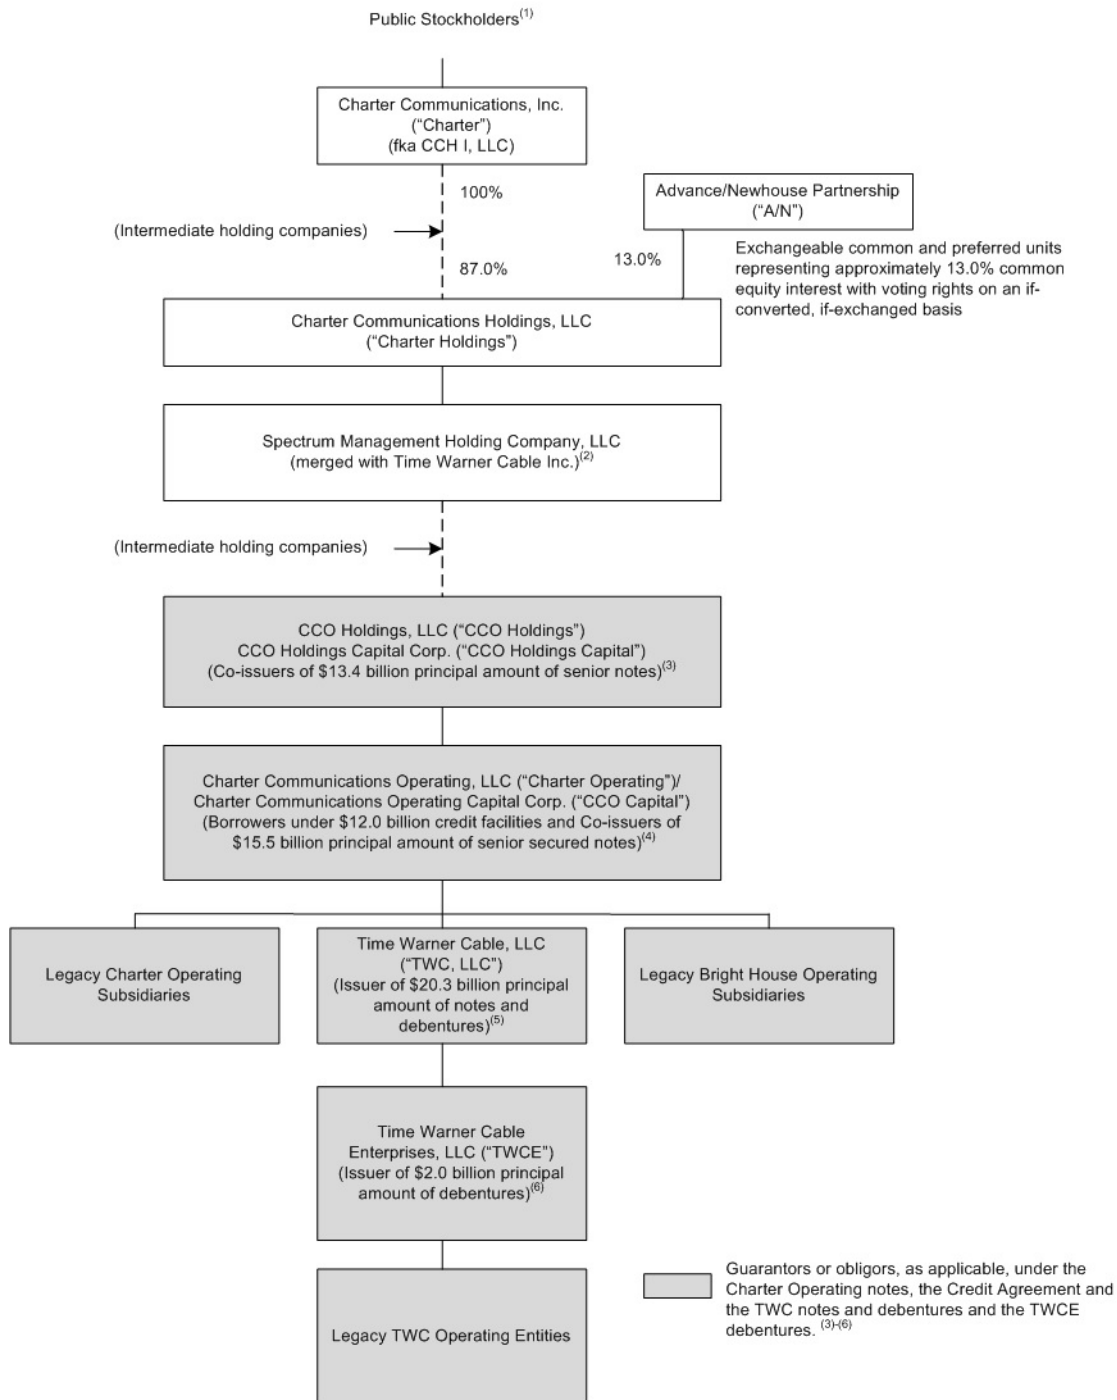 Public Stockholders(1)
Charter Communications, Inc.
(“Charter”)
(fka CCH I, LLC)
100%
Advance/Newhouse Partnership
(“A/N”)
(Intermediate holding companies)
87.0%
13.0%
Exchangeable common and preferred units
representing approximately 13.0% common
equity interest with voting rights on an if-
converted, if-exchanged basis
Charter Communications Holdings, LLC
(“Charter Holdings”)
Spectrum Management Holding Company, LLC
(merged with Time Warner Cable Inc.)(2)
(Intermediate holding companies)
CCO Holdings, LLC (“CCO Holdings”)
CCO Holdings Capital Corp. (“CCO Holdings Capital”)
(Co-issuers of $13.4 billion principal amount of senior notes)(3)
Charter Communications Operating, LLC (“Charter Operating”)/
Charter Communications Operating Capital Corp. (“CCO Capital”)
(Borrowers under $12.0 billion credit facilities and Co-issuers of
$15.5 billion principal amount of senior secured notes)(4)
Legacy Charter Operating
Subsidiaries
Time Warner Cable, LLC
(“TWC, LLC”)
(Issuer of $20.3 billion principal
amount of notes and
debentures)(5)
Legacy Bright House Operating
Subsidiaries
Time Warner Cable
Enterprises, LLC (“TWCE”)
(Issuer of $2.0 billion principal
amount of debentures)(6)
Legacy TWC Operating Entities
Guarantors or obligors, as applicable, under the
Charter Operating notes, the Credit Agreement and
the TWC notes and debentures and the TWCE
debentures. (3)-(6)